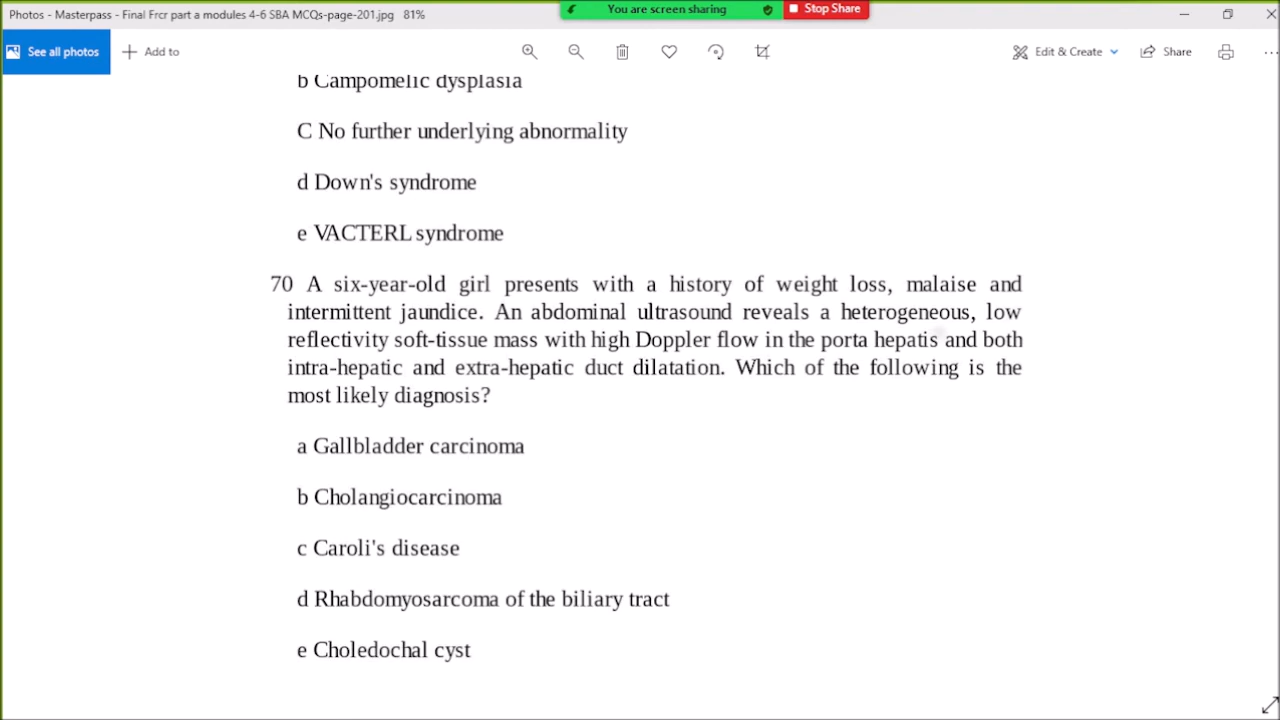 Photos - Masterpass - Final Frcr part a modules 4-6 SBA MCQs-page-201.jpg 81%
You are screen sharing
Stop Share
See all photos
Add to
Edit & Create
Share
b Campomelic dysplasia
C No further underlying abnormality
d Down's syndrome
e VACTERL syndrome
70 A six-year-old girl presents with a history of weight loss, malaise and
intermittent jaundice. An abdominal ultrasound reveals a heterogeneous, low
reflectivity soft-tissue mass with high Doppler flow in the porta hepatis and both
intra-hepatic and extra-hepatic duct dilatation. Which of the following is the
most likely diagnosis?
a Gallbladder carcinoma
b Cholangiocarcinoma
c Caroli's disease
d Rhabdomyosarcoma of the biliary tract
e Choledochal cyst